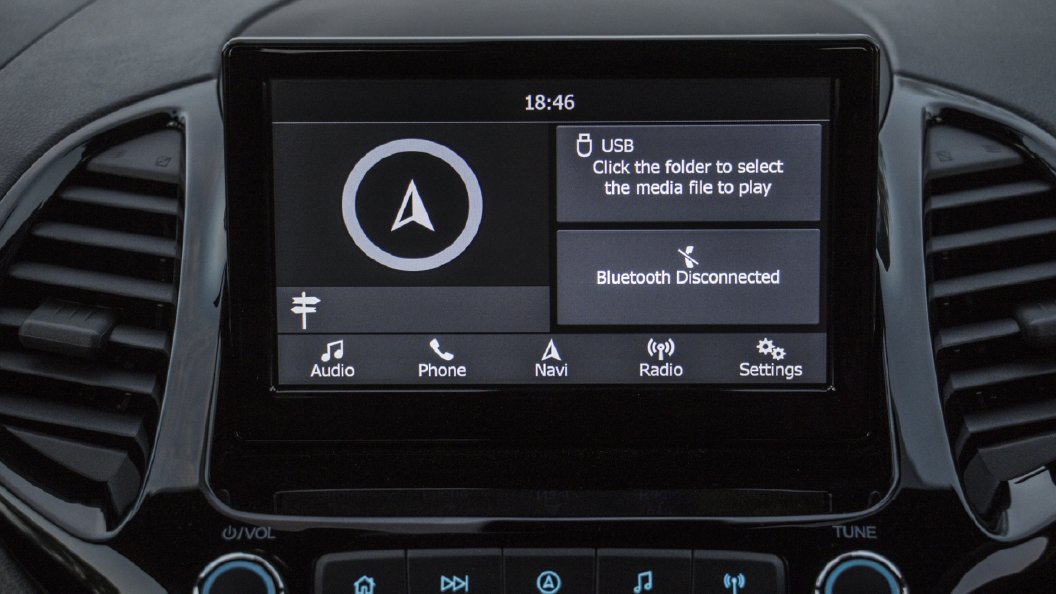 18:46
USB
Click the folder to select
the media file to play
Bluetooth Disconnected
Audio Phone Navi Radio Settings
/VOL TUNE